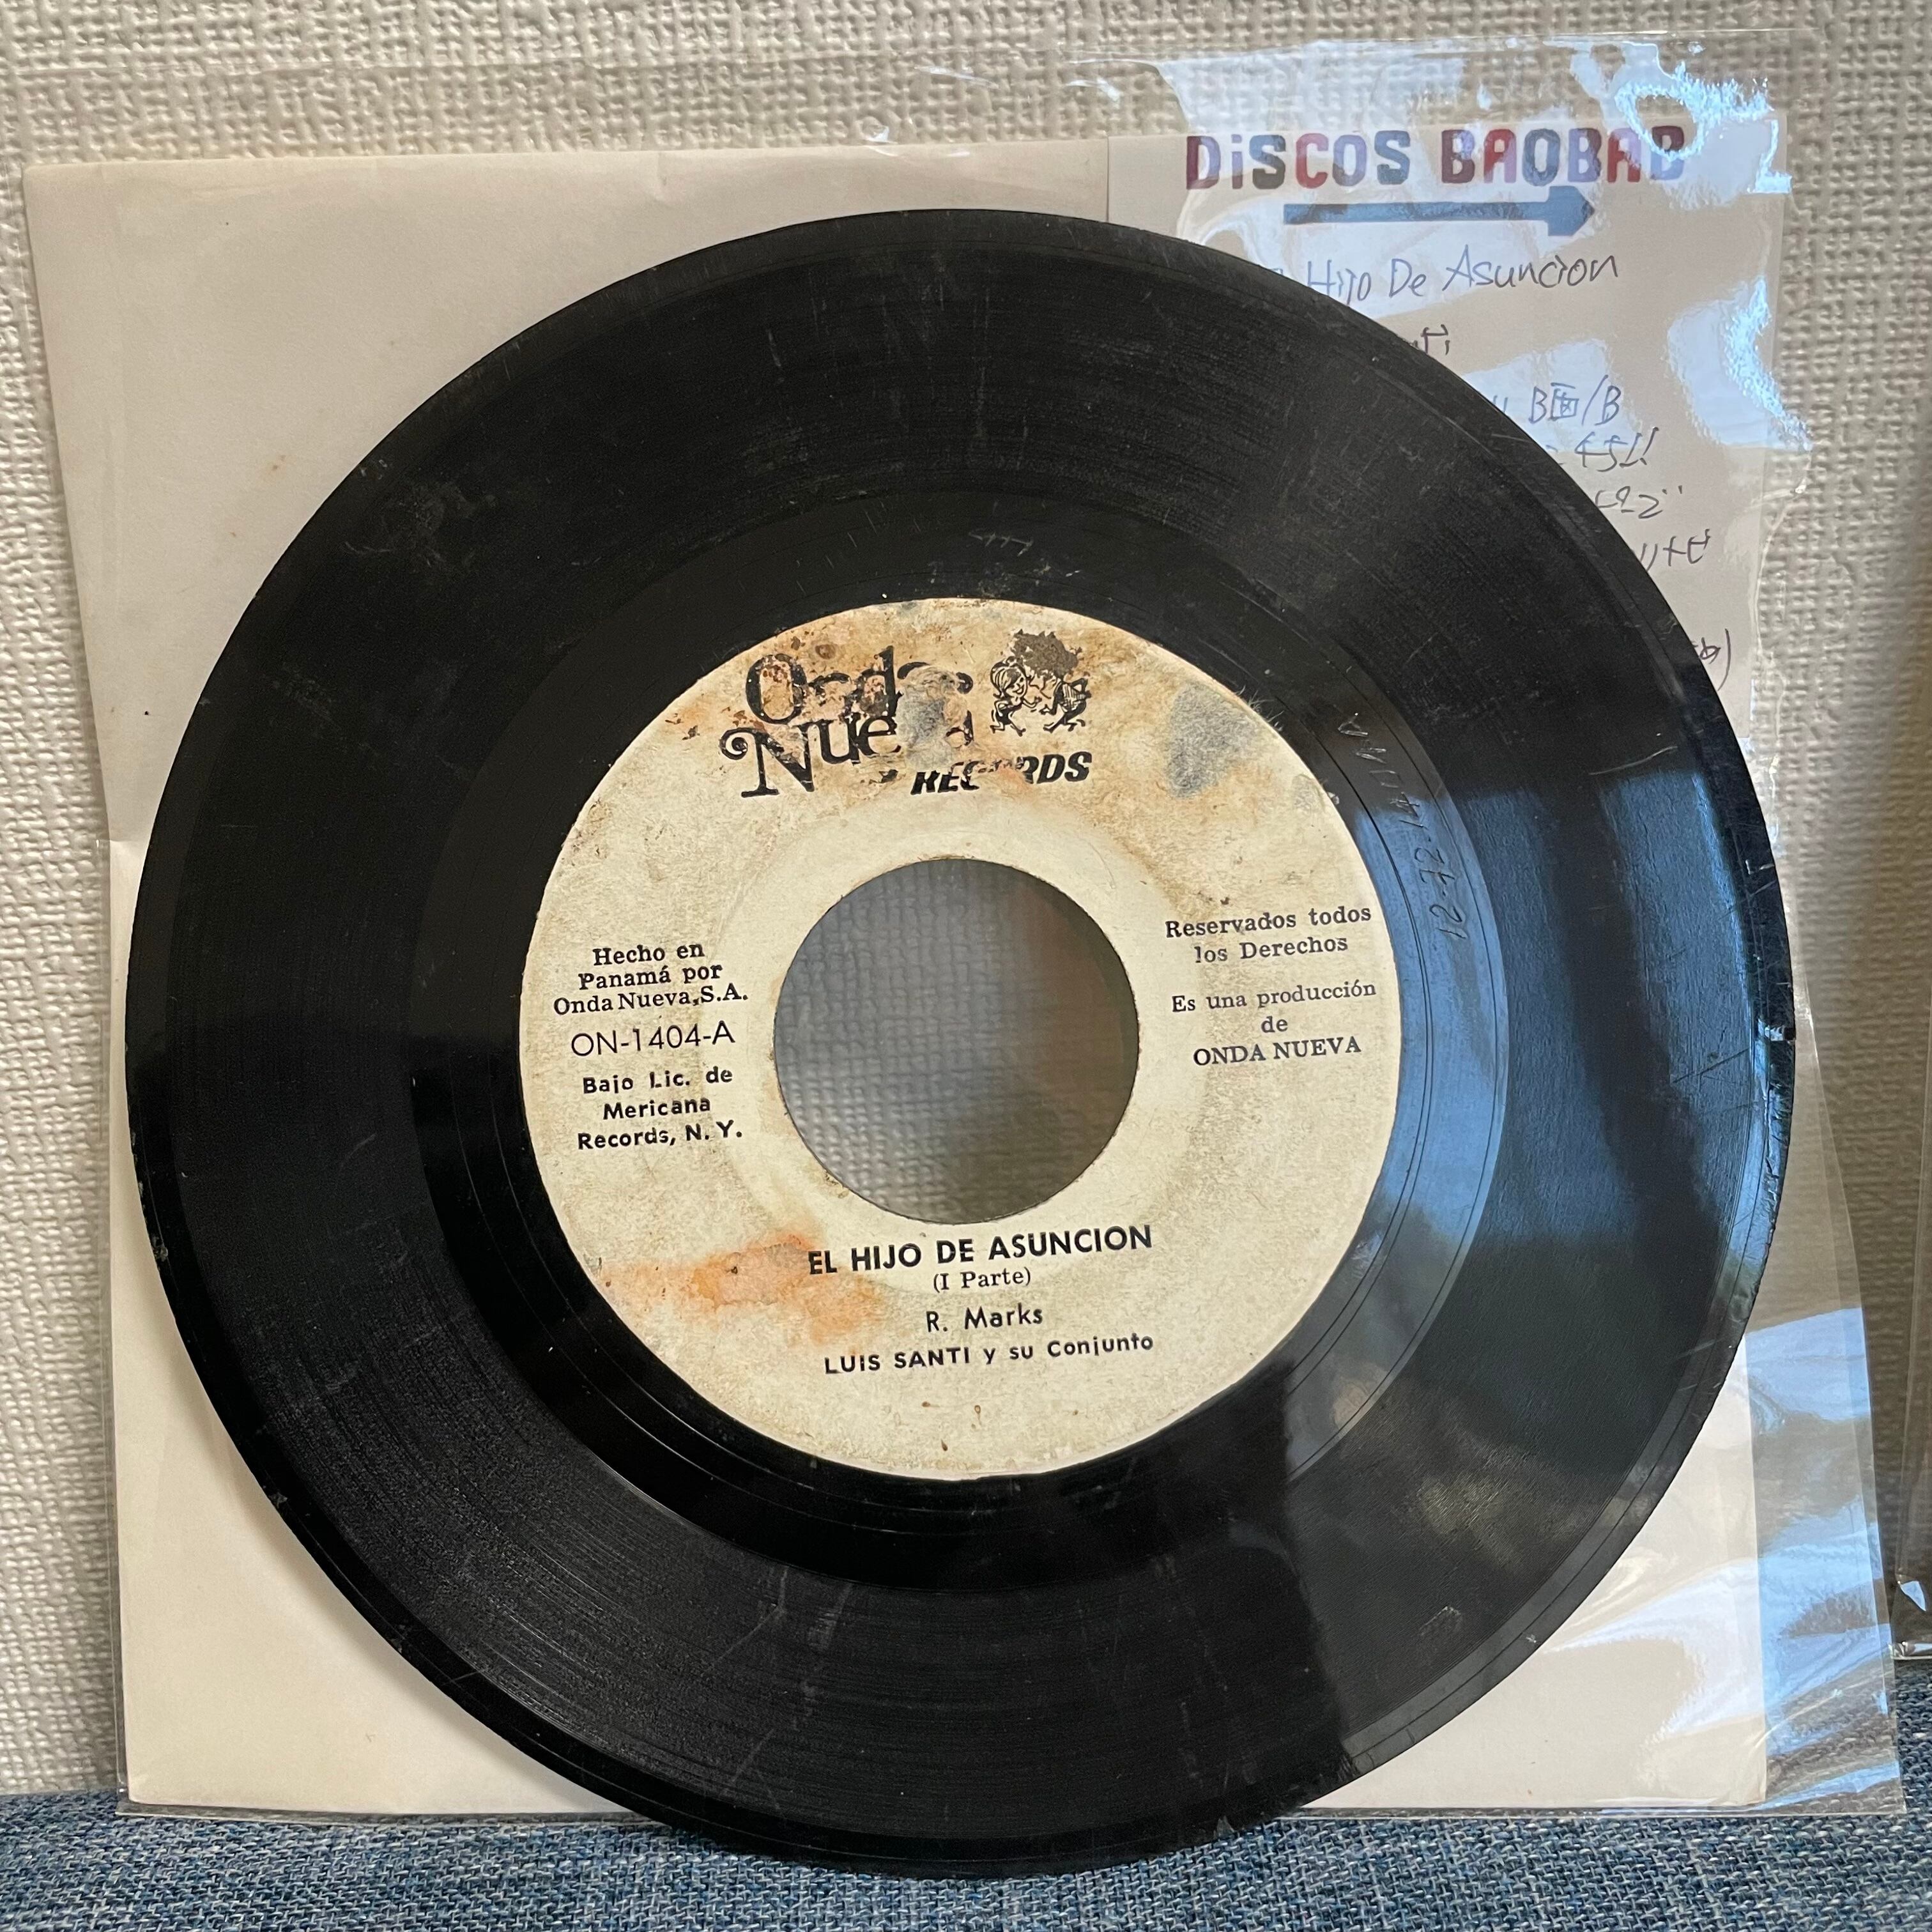 DiSCOS BAOBAB
Hijo De Asuncion
B面/B
Onda
Nueva
RECORDS
Hecho en
Panamá por
Onda Nueva, S.A.
ON-1404-A
Bajo Lic. de
Mericana
Records, N. Y.
Reservados todos
los Derechos
Es una producción
de
ONDA NUEVA
EL HIJO DE ASUNCION
(I Parte)
R. Marks
LUIS SANTI y su Conjunto